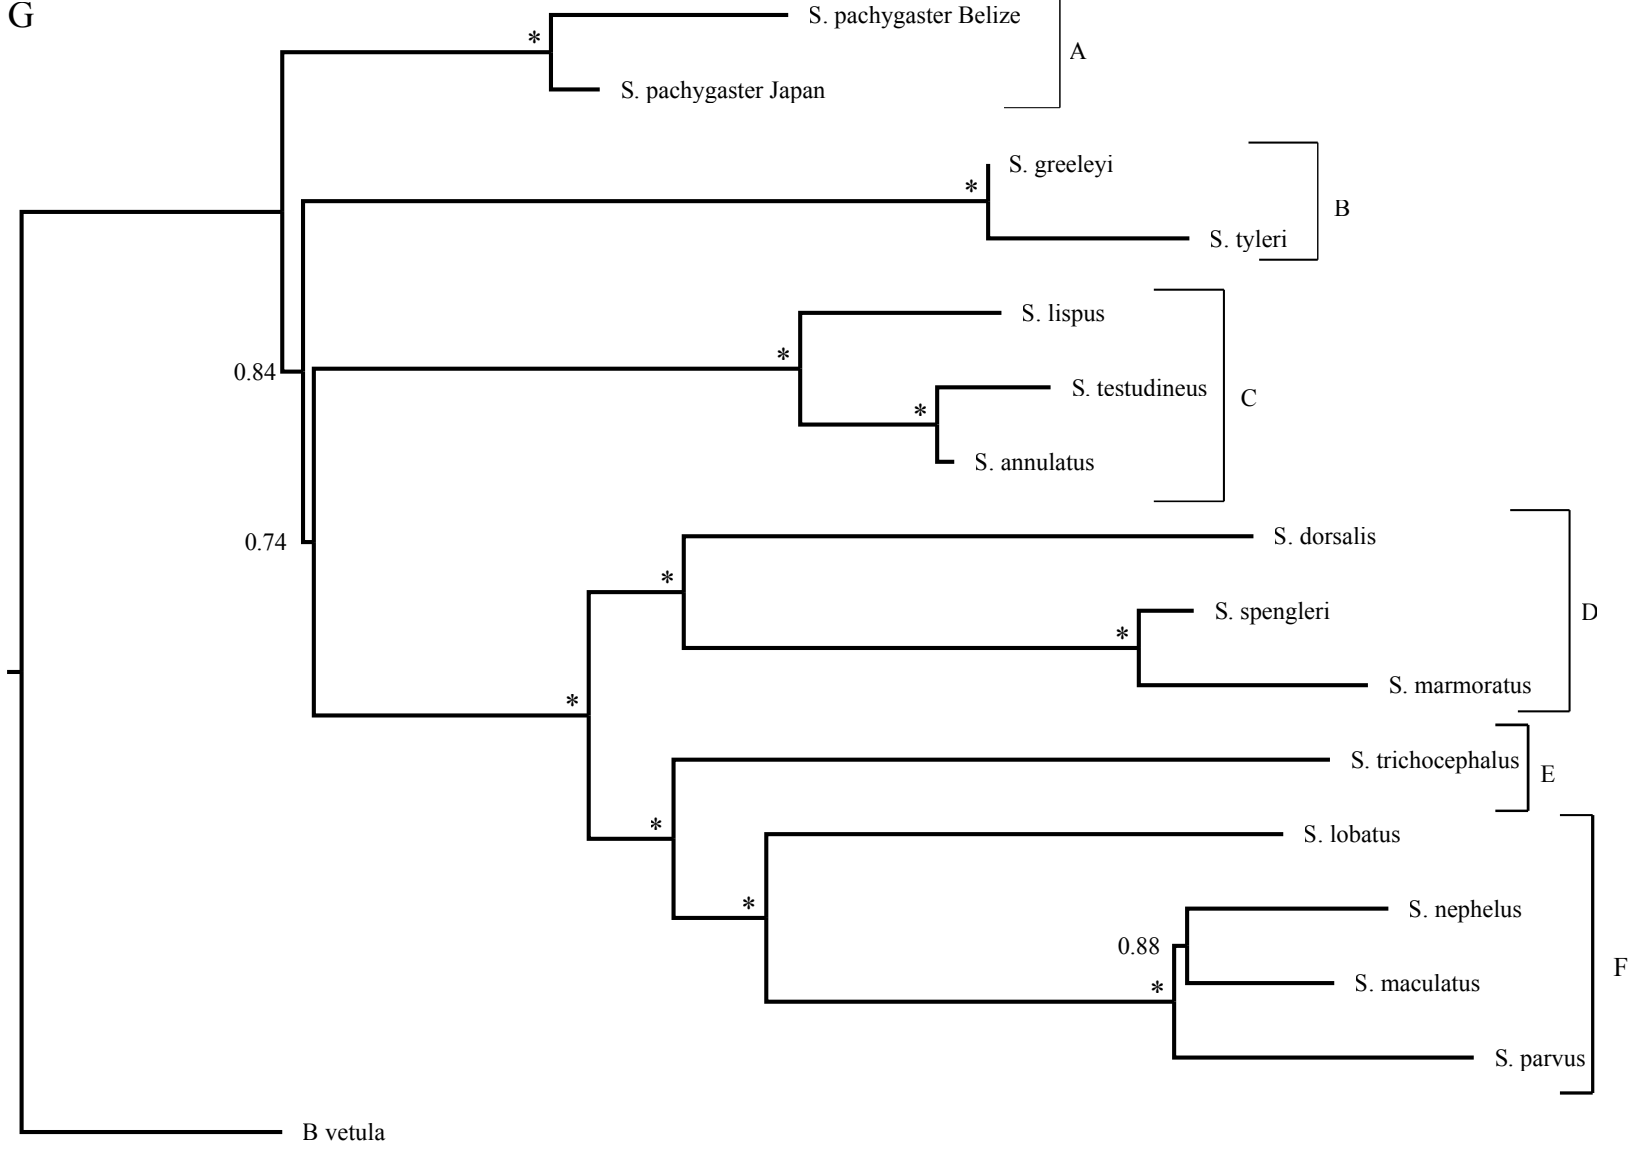 G
S. pachygaster Belize
*
A
S. pachygaster Japan
S. greeleyi
*
B
S. tyleri
S. lispus
*
0.84
S. testudineus
C
*
S. annulatus
S. dorsalis
0.74
*
S. spengleri
D
*
S. marmoratus
*
S. trichocephalus
E
*
S. lobatus
*
S. nephelus
0.88
F
S. maculatus
*
S. parvus
B vetula